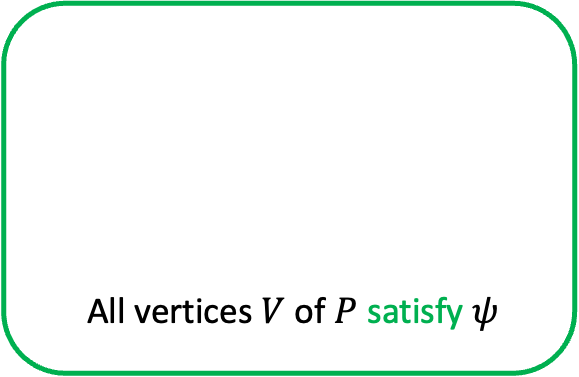 All vertices 𝑉 of 𝑃 satisfy 𝜓